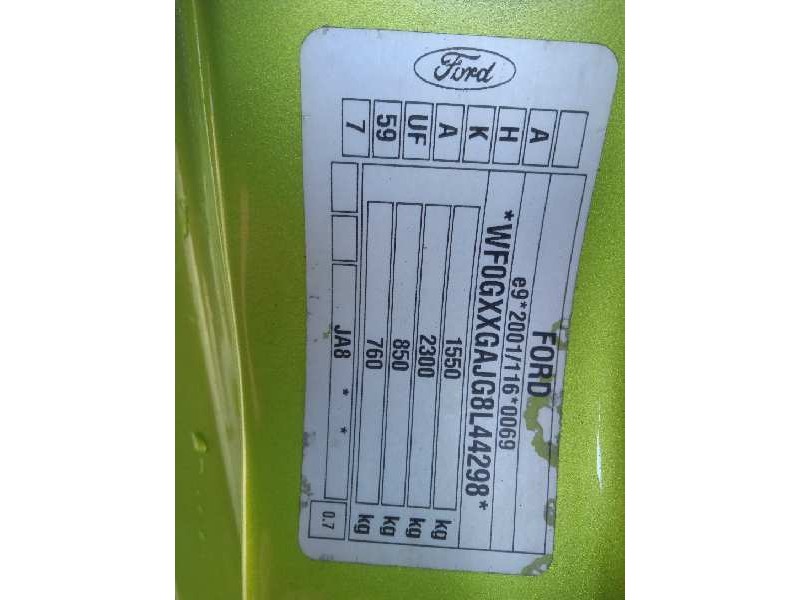 Ford
FORD
e9*2001/116*0069
*WF0GXXGAJG8L44298*
1550 kg
2300 kg
850 kg
760 kg
JA8 * *
0.7
A
H
K
A
UF
59
7